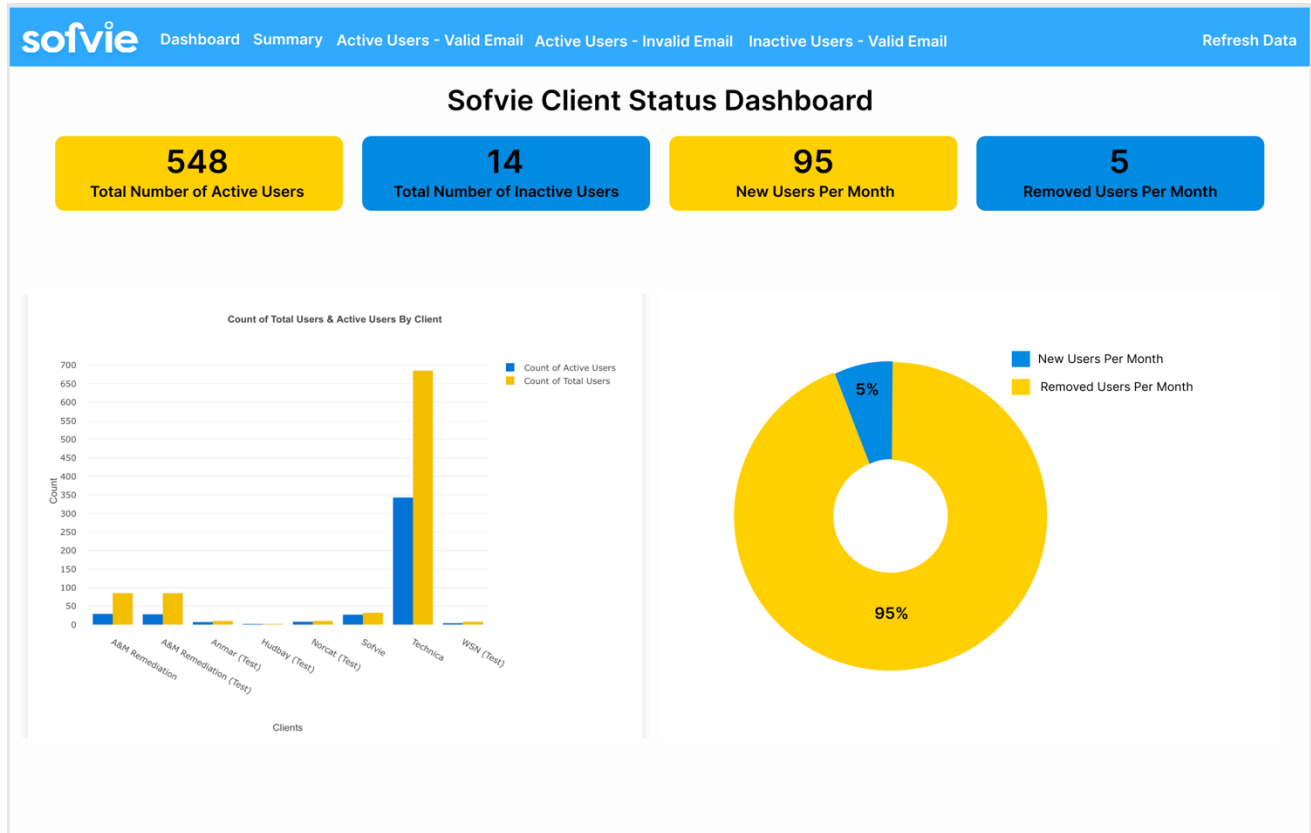 sofvie Dashboard Summary Active Users - Valid Email Active Users - Invalid Email Inactive Users - Valid Email Refresh Data
Sofvie Client Status Dashboard
548
Total Number of Active Users
14
Total Number of Inactive Users
95
New Users Per Month
5
Removed Users Per Month
Count of Total Users & Active Users By Client
700
650
600
550
500
450
400
350
300
250
200
150
100
50
0
Count
Count of Active Users
Count of Total Users
A&M Remediation
A&M Remediation (Test)
Anmar (Test)
Hudbay (Test)
Norcat (Test)
Sofvie
Technica
WSN (Test)
Clients
New Users Per Month
Removed Users Per Month
5%
95%